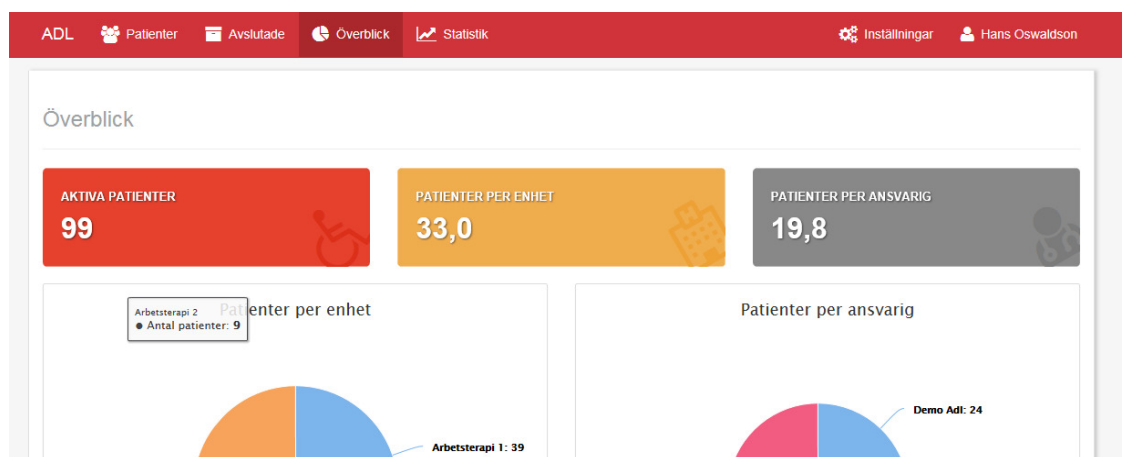 ADL Patienter Avslutade Överblick Statistik Inställningar Hans Oswaldson
Överblick
AKTIVA PATIENTER
99
PATIENTER PER ENHET
33,0
PATIENTER PER ANSVARIG
19,8
Patienter per enhet
Arbetsterapi 2
● Antal patienter: 9
Arbetsterapi 1: 39
Patienter per ansvarig
Demo Adl: 24